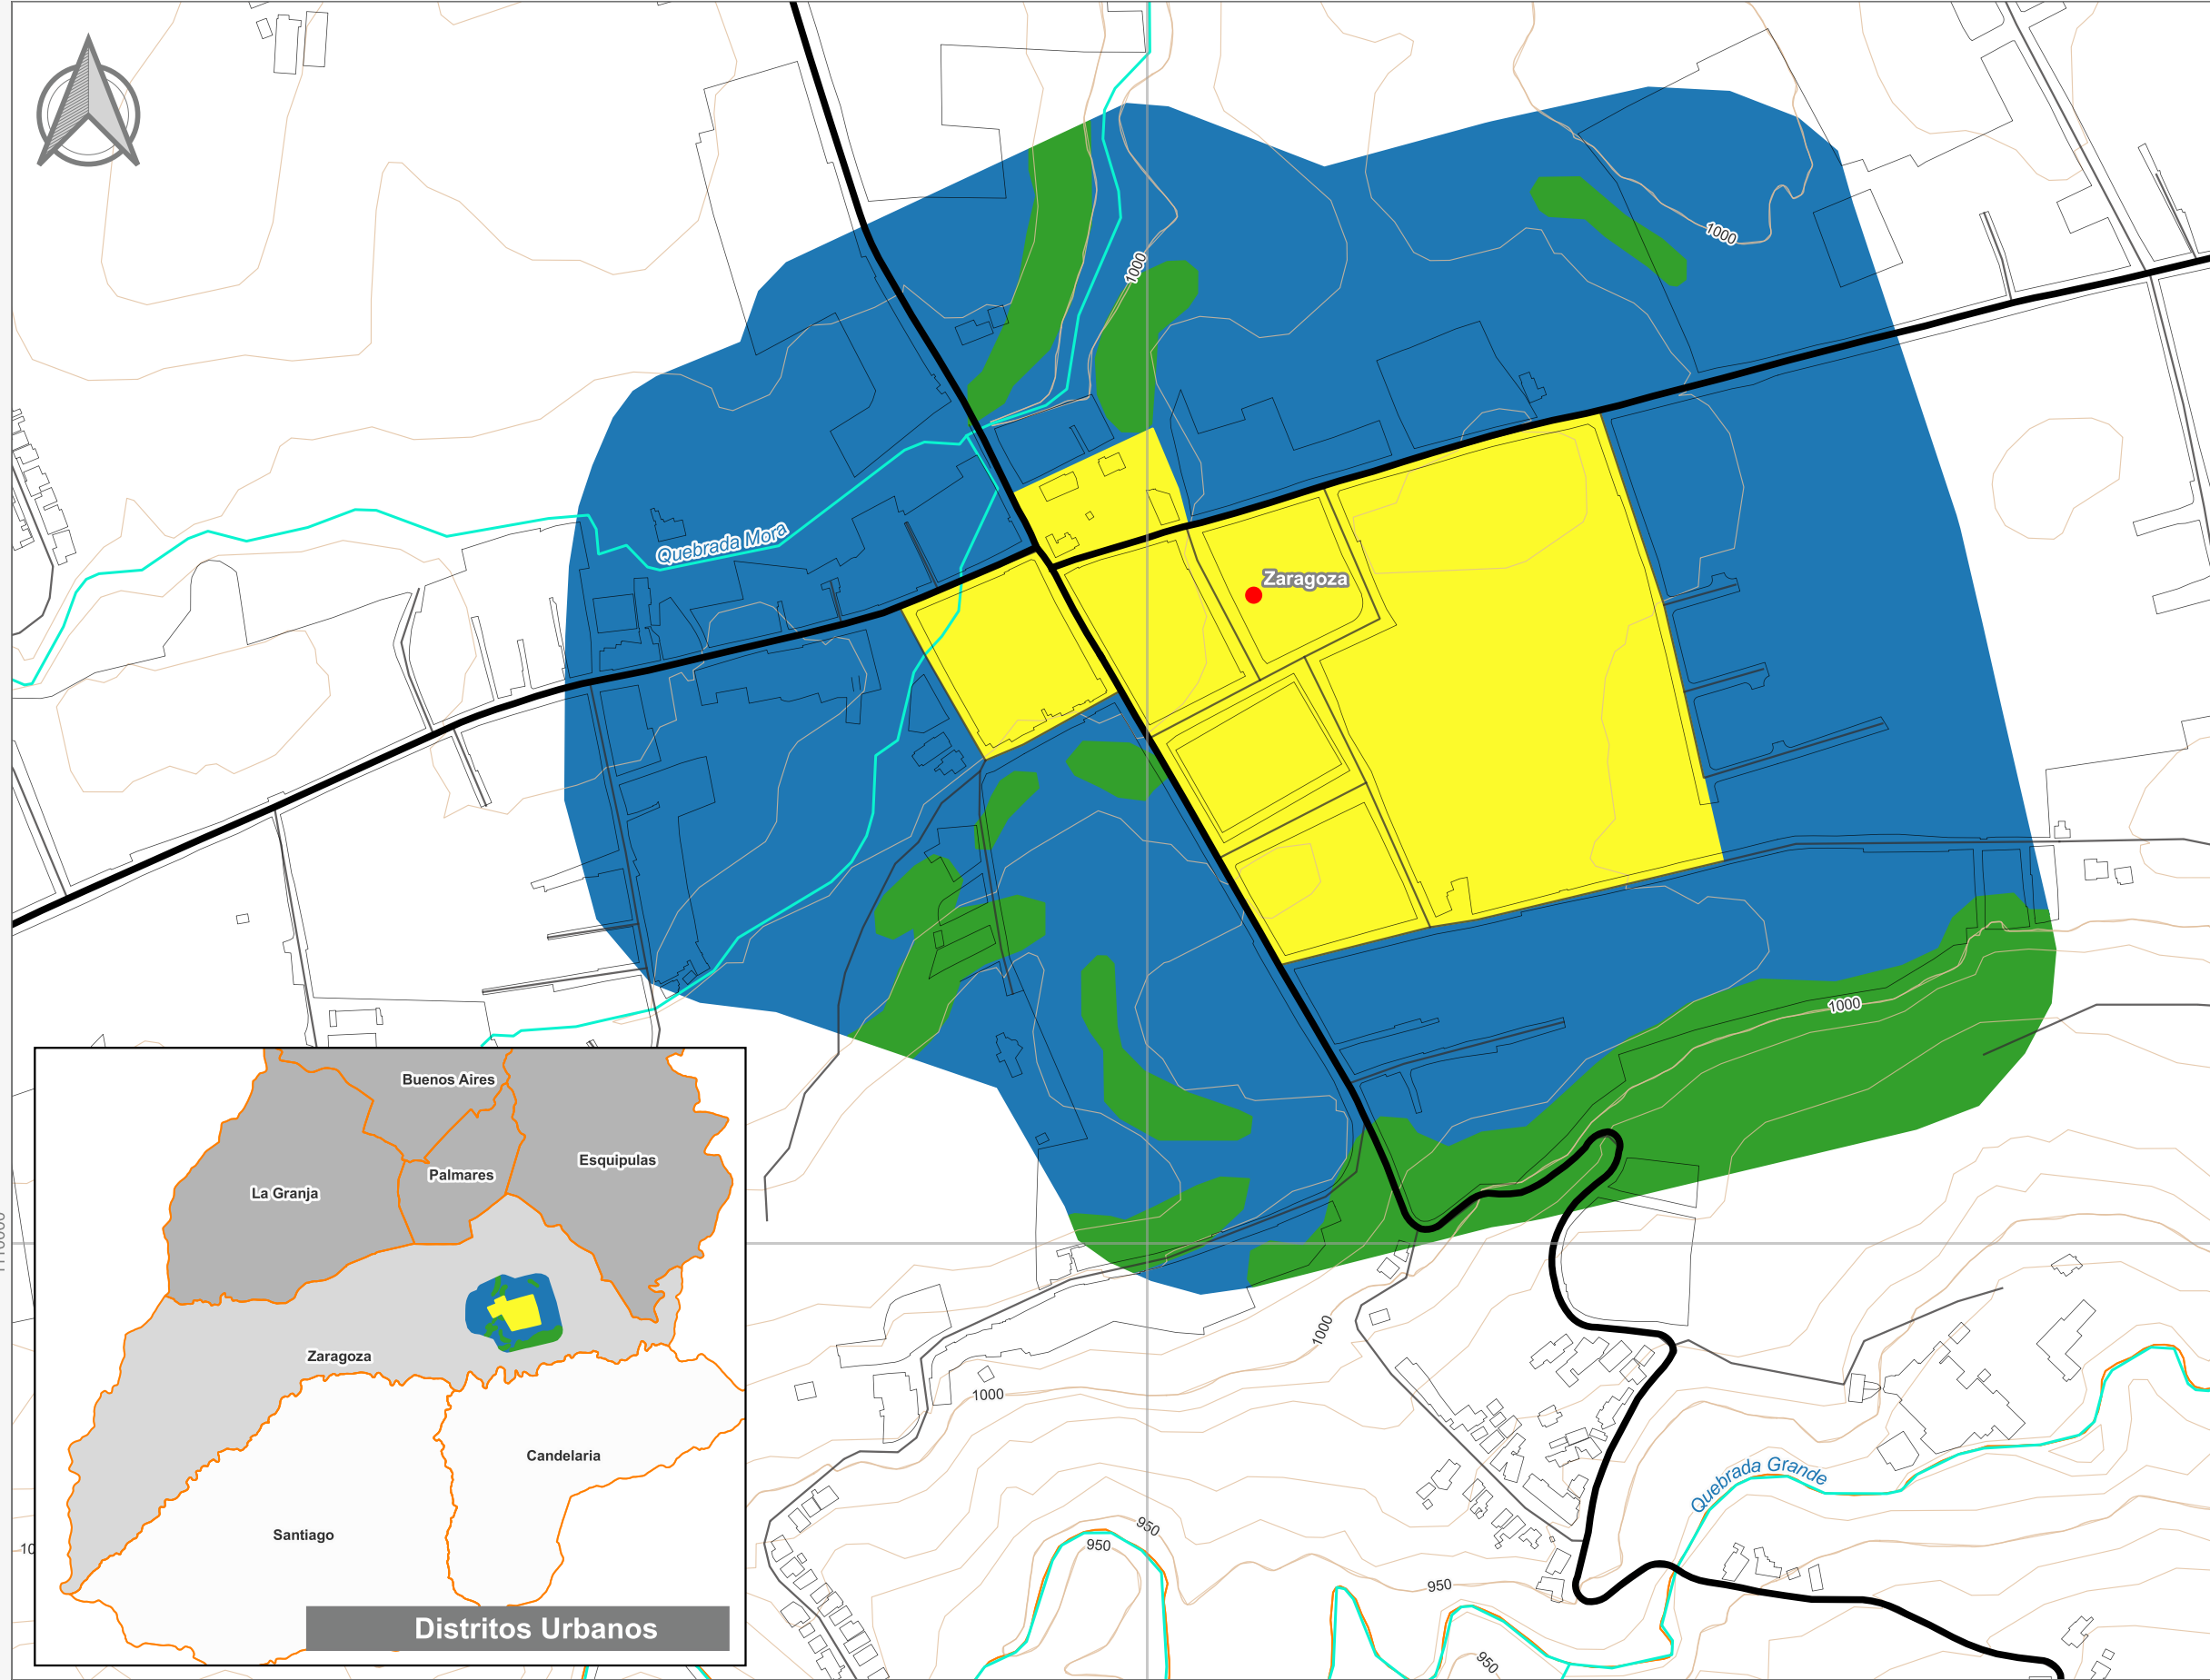 1000
1000
Quebrada Mora
Zaragoza
1000
Buenos Aires
Esquipulas
Palmares
La Granja
Zaragoza
1000
1000
Candelaria
Quebrada Grande
Santiago
950
950
10
950
Distritos Urbanos
950